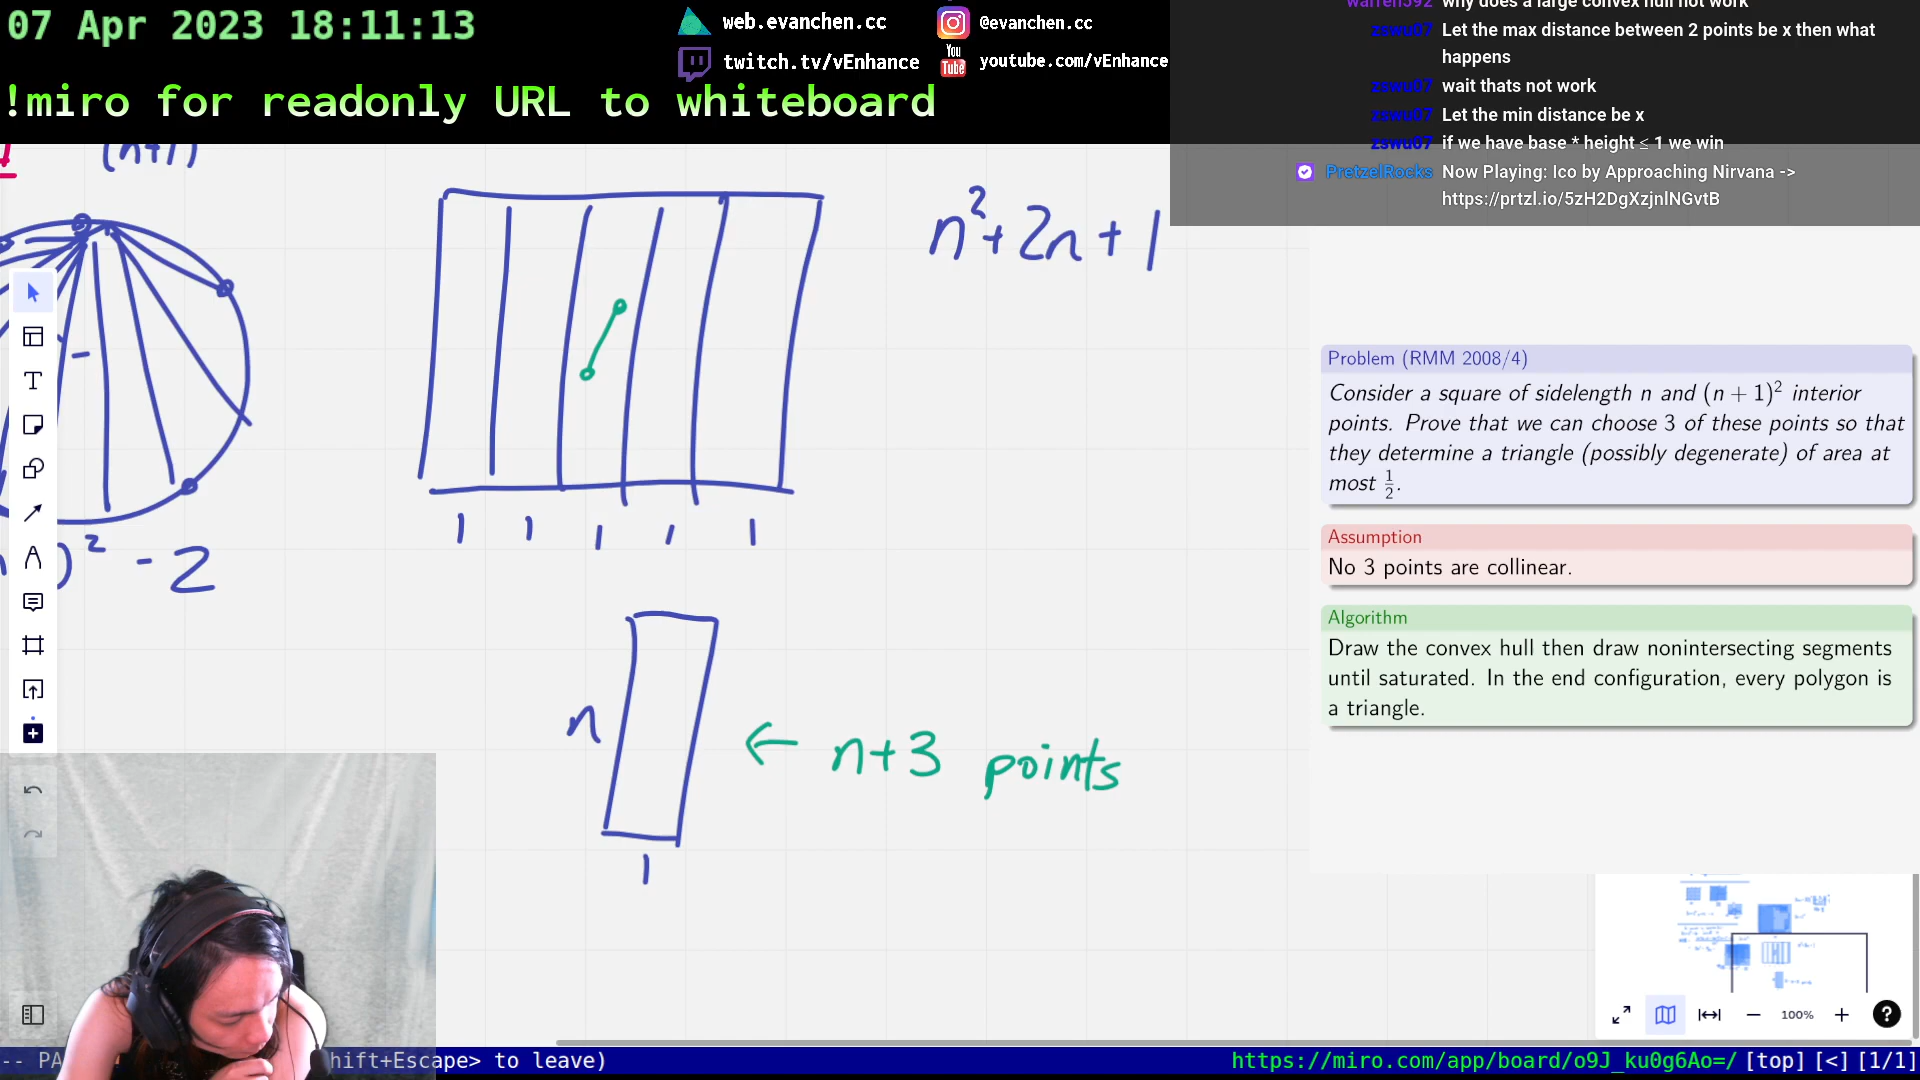 07 Apr 2023 18:11:13
web.evanchen.cc
@evanchen.cc
twitch.tv/vEnhance
You Tube
youtube.com/vEnhance
!miro for readonly URL to whiteboard
warren592 why does a large convex hull not work
zswu07 Let the max distance between 2 points be x then what
happens
zswu07 wait thats not work
zswu07 Let the min distance be x
zswu07 if we have base * height ≤ 1 we win
PretzelRocks Now Playing: Ico by Approaching Nirvana ->
https://prtzl.io/5zH2DgXzjnlNGvtB
(n+1)
n²+2n+1
1 1 1 1 1
)² - 2
n
← n+3 points
1
Problem (RMM 2008/4)
Consider a square of sidelength n and (n + 1)² interior
points. Prove that we can choose 3 of these points so that
they determine a triangle (possibly degenerate) of area at
most ½.
Assumption
No 3 points are collinear.
Algorithm
Draw the convex hull then draw nonintersecting segments
until saturated. In the end configuration, every polygon is
a triangle.
100%
-- PA
hift+Escape> to leave)
https://miro.com/app/board/o9J_ku0g6Ao=/ [top] [<] [1/1]